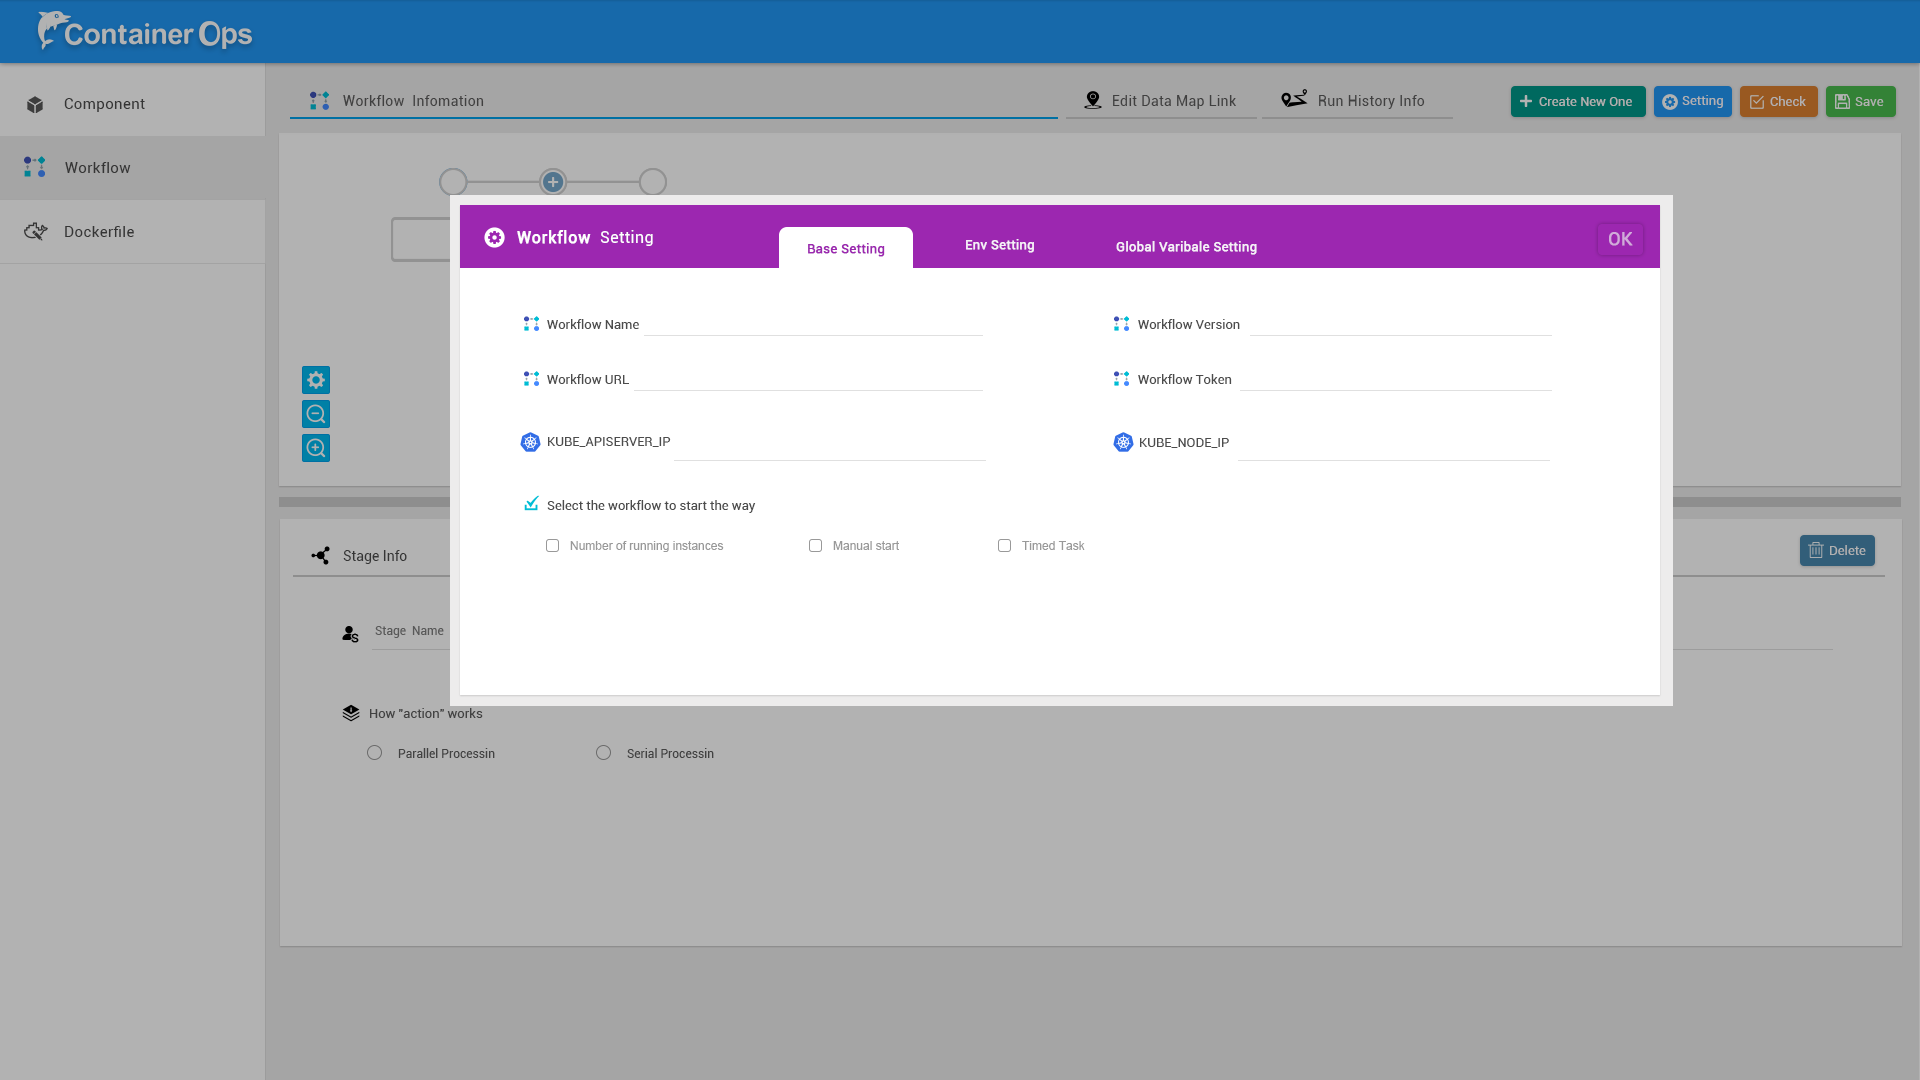 Container Ops
Component
Workflow
Dockerfile
Workflow Infomation
Edit Data Map Link
Run History Info
Create New One
Setting
Check
Save
Workflow Setting
Base Setting
Env Setting
Global Varibale Setting
OK
Workflow Name
Workflow Version
Workflow URL
Workflow Token
KUBE_APISERVER_IP
KUBE_NODE_IP
Select the workflow to start the way
Number of running instances
Manual start
Timed Task
Stage Info
Delete
Stage Name
How "action" works
Parallel Processin
Serial Processin